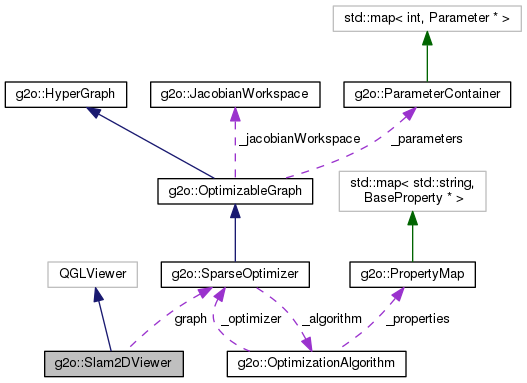 std::map< int, Parameter * >
g2o::HyperGraph
g2o::JacobianWorkspace
g2o::ParameterContainer
_jacobianWorkspace
_parameters
g2o::OptimizableGraph
std::map< std::string,
BaseProperty * >
QGLViewer
g2o::SparseOptimizer
g2o::PropertyMap
graph
_optimizer
_algorithm
_properties
g2o::Slam2DViewer
g2o::OptimizationAlgorithm